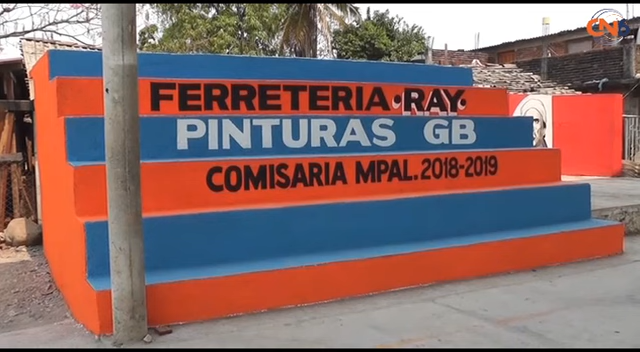 FERRETERIA •RAY•
PINTURAS GB
COMISARIA MPAL. 2018-2019